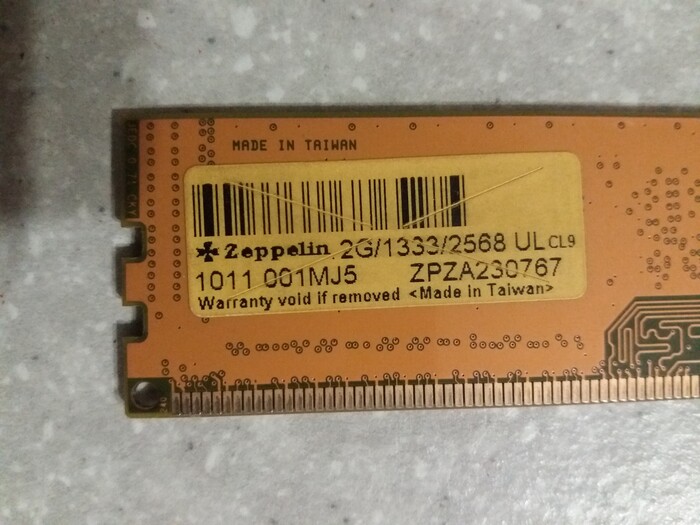 MADE IN TAIWAN
Zeppelin 2G/1333/2568 UL CL9
1011 001MJ5 ZPZA230767
Warranty void if removed <Made in Taiwan>